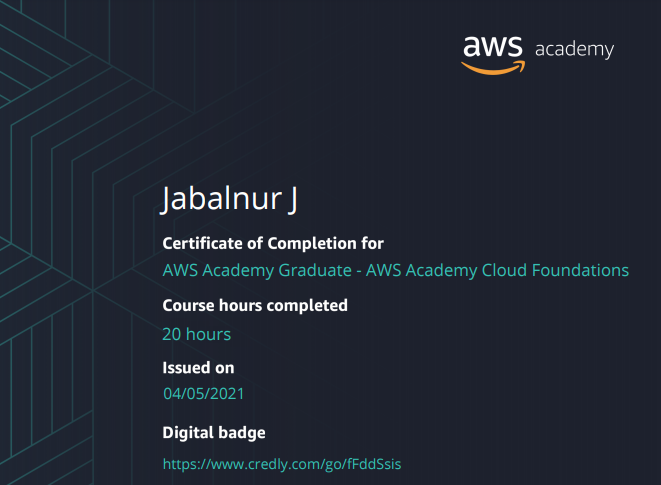 aws academy
Jabalnur J
Certificate of Completion for
AWS Academy Graduate - AWS Academy Cloud Foundations
Course hours completed
20 hours
Issued on
04/05/2021
Digital badge
https://www.credly.com/go/fFddSsis